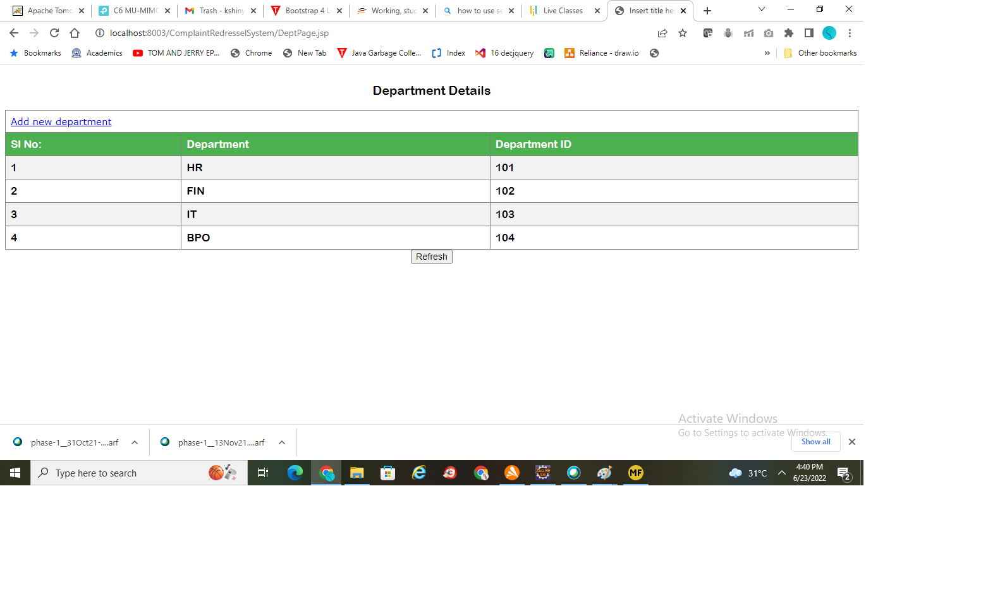 Apache Tomc
C6 MU-MIMO
Trash - kshiny
Bootstrap 4 L
Working, stuc
how to use se
Live Classes
Insert title he
localhost:8003/ComplaintRedresselSystem/DeptPage.jsp
Bookmarks
Academics
TOM AND JERRY EP...
Chrome
New Tab
Java Garbage Colle...
Index
16 decjquery
Reliance - draw.io
»
Other bookmarks
Department Details
Add new department
Sl No: Department Department ID
1 HR 101
2 FIN 102
3 IT 103
4 BPO 104
Refresh
Activate Windows
Go to Settings to activate Windows.
phase-1__31Oct21-....arf
phase-1__13Nov21....arf
Show all
Type here to search
MF
31°C
4:40 PM
6/23/2022
2